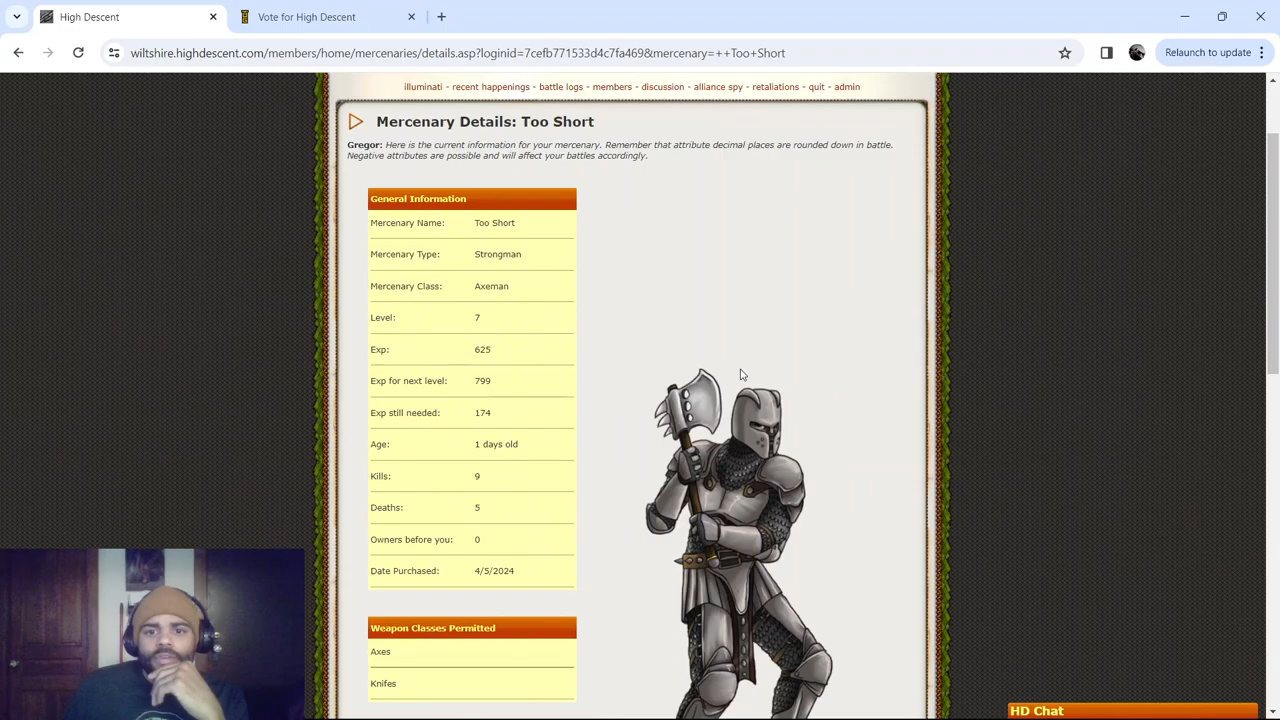 High Descent
Vote for High Descent
wiltshire.highdescent.com/members/home/mercenaries/details.asp?loginid=7cefb771533d4c7fa469&mercenary=++Too+Short
Relaunch to update
illuminati - recent happenings - battle logs - members - discussion - alliance spy - retaliations - quit - admin
Mercenary Details: Too Short
Gregor: Here is the current information for your mercenary. Remember that attribute decimal places are rounded down in battle.
Negative attributes are possible and will affect your battles accordingly.
General Information
Mercenary Name: Too Short
Mercenary Type: Strongman
Mercenary Class: Axeman
Level: 7
Exp: 625
Exp for next level: 799
Exp still needed: 174
Age: 1 days old
Kills: 9
Deaths: 5
Owners before you: 0
Date Purchased: 4/5/2024
Weapon Classes Permitted
Axes
Knifes
HD Chat